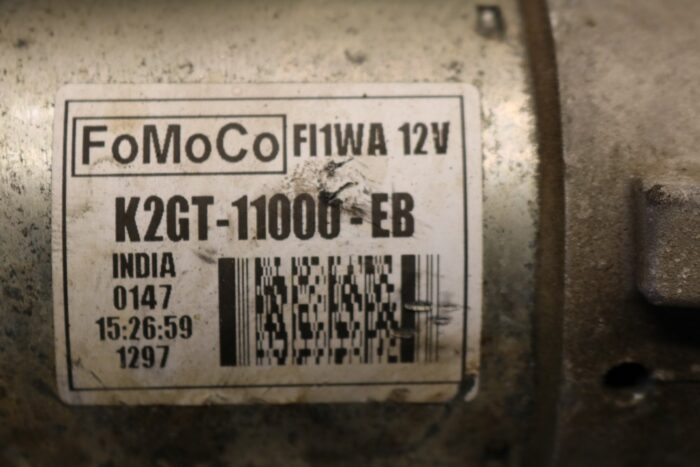 FoMoCo FI1WA 12V
K2GT-11000-EB
INDIA
0147
15:26:59
1297